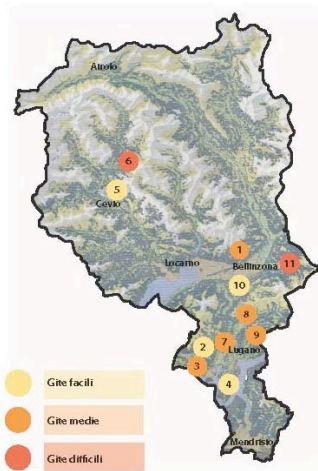 Airolo
6
5
Cevio
1
Locarno
Bellinzona
11
10
8
9
7
Lugano
2
3
4
Gite facili
Gite medie
Gite difficili
Mendrisio